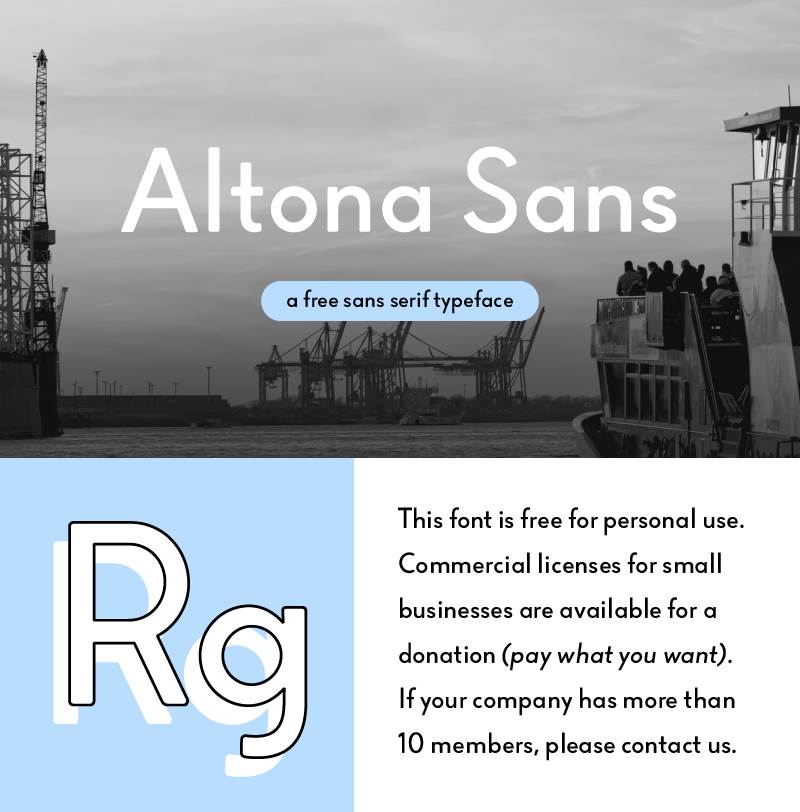 Altona Sans
a free sans serif typeface
Rg
This font is free for personal use.
Commercial licenses for small
businesses are available for a
donation (pay what you want).
If your company has more than
10 members, please contact us.